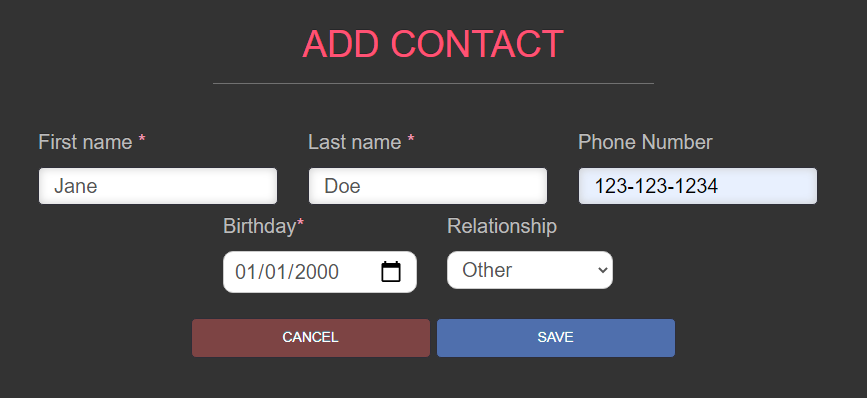 ADD CONTACT
First name * Last name * Phone Number
Jane Doe 123-123-1234
Birthday* Relationship
01/01/2000 Other
CANCEL SAVE